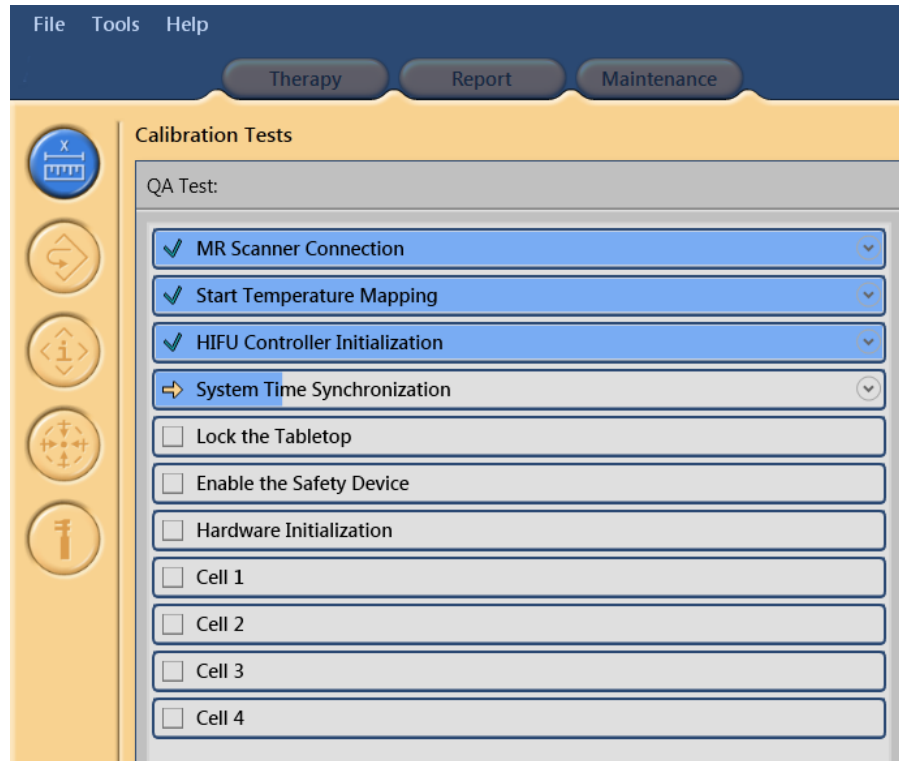 File Tools Help
Therapy Report Maintenance
Calibration Tests
QA Test:
MR Scanner Connection
Start Temperature Mapping
HIFU Controller Initialization
System Time Synchronization
Lock the Tabletop
Enable the Safety Device
Hardware Initialization
Cell 1
Cell 2
Cell 3
Cell 4